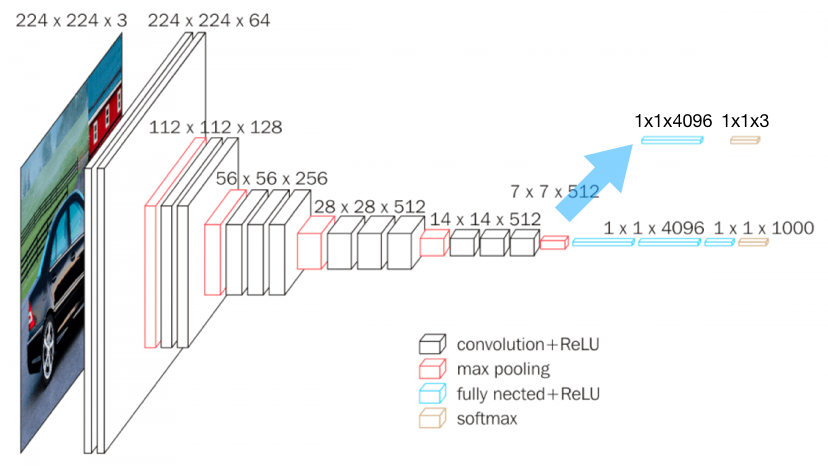 224 x 224 x 3
224 x 224 x 64
112 x 112 x 128
56 x 56 x 256
28 x 28 x 512
14 x 14 x 512
7 x 7 x 512
1x1x4096
1x1x3
1 x 1 x 4096
1 x 1 x 1000
convolution+ReLU
max pooling
fully nected+ReLU
softmax